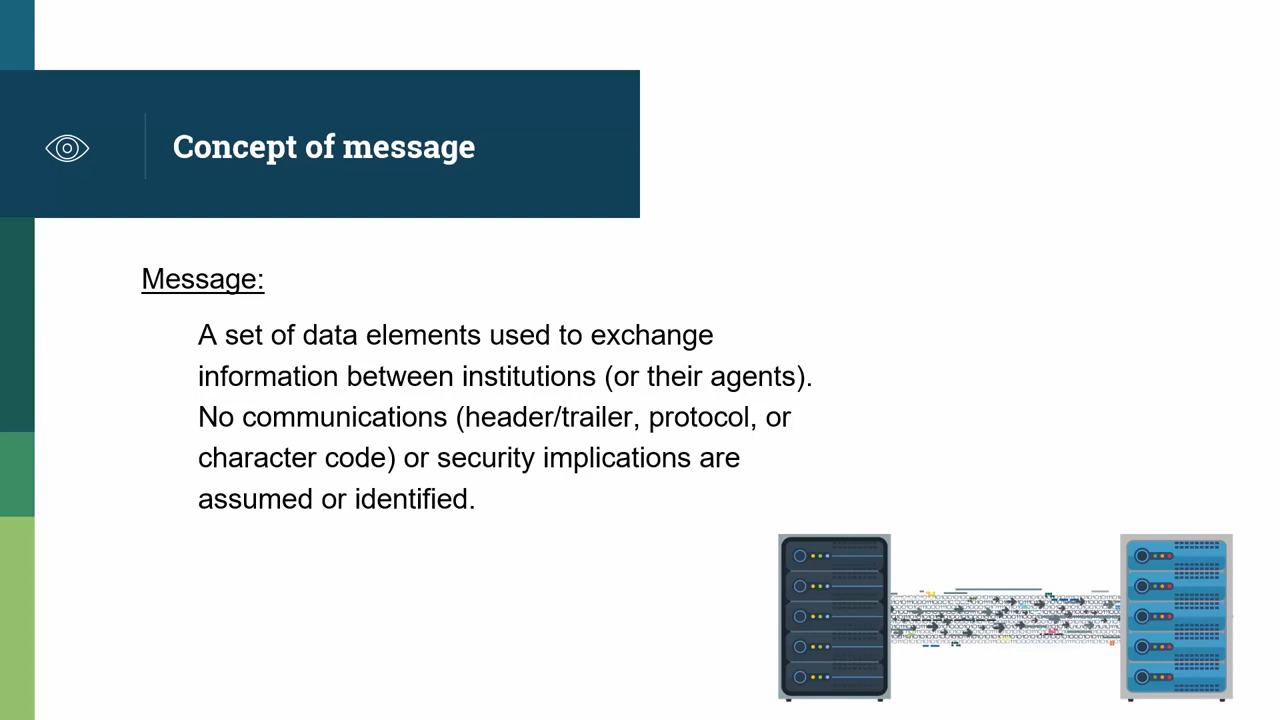 Concept of message
Message:
A set of data elements used to exchange
information between institutions (or their agents).
No communications (header/trailer, protocol, or
character code) or security implications are
assumed or identified.